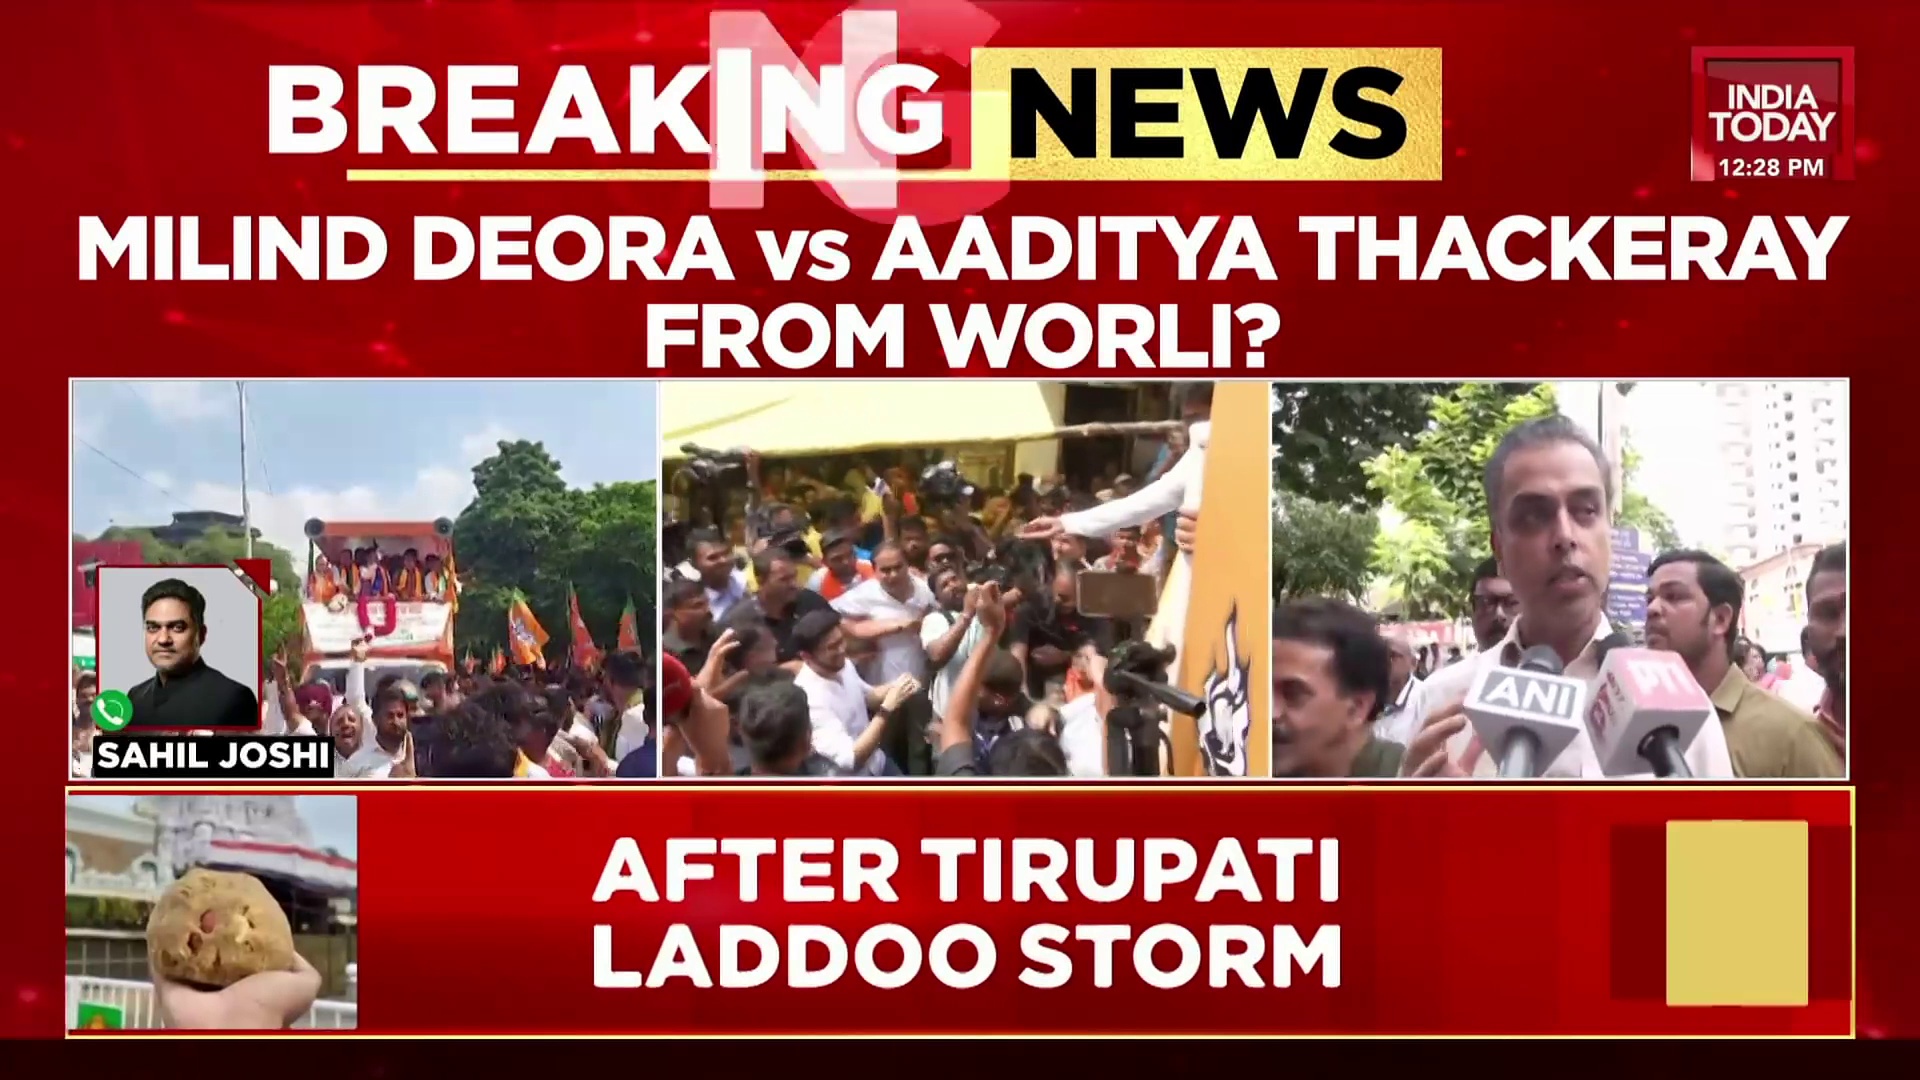 BREAKING NEWS
INDIA
TODAY
12:28 PM
MILIND DEORA vs AADITYA THACKERAY
FROM WORLI?
SAHIL JOSHI
ANI
PTI
AFTER TIRUPATI
LADDOO STORM